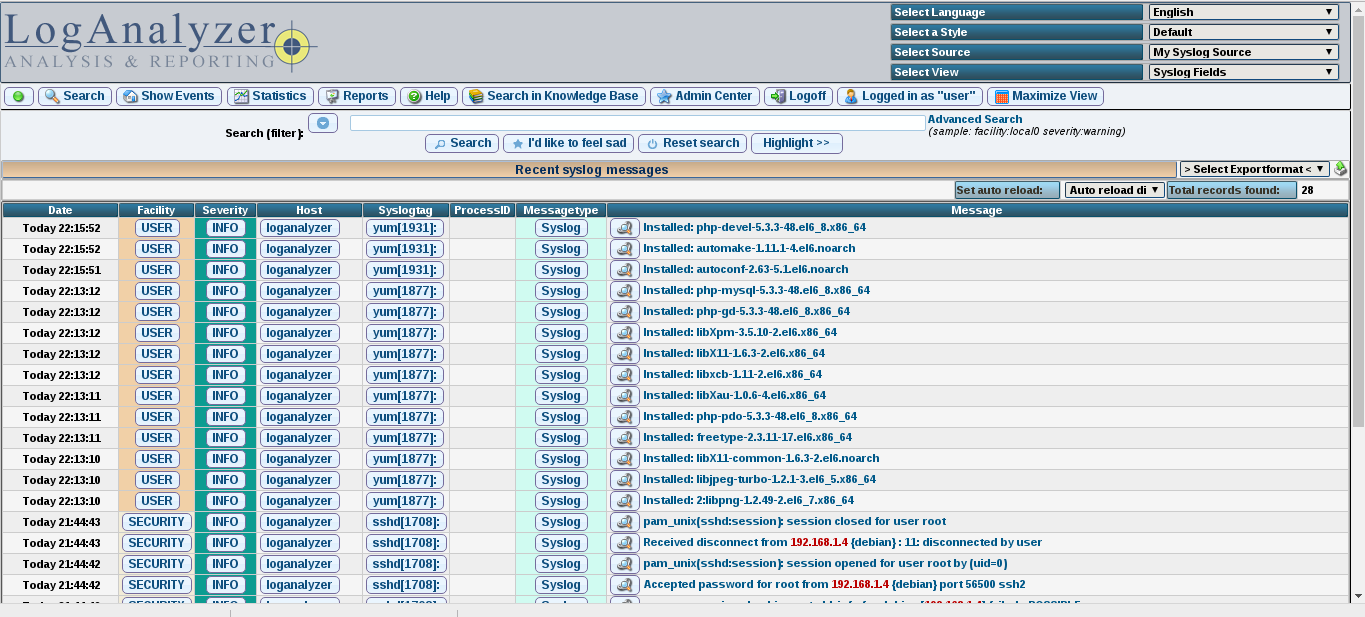 LogAnalyzer
ANALYSIS & REPORTING
Select Language English
Select a Style Default
Select Source My Syslog Source
Select View Syslog Fields
Search Show Events Statistics Reports Help Search in Knowledge Base Admin Center Logoff Logged in as "user" Maximize View
Search (filter): Advanced Search
(sample: facility:local0 severity:warning)
Search I'd like to feel sad Reset search Highlight >>
Recent syslog messages > Select Exportformat <
Set auto reload: Auto reload di Total records found: 28
Date Facility Severity Host Syslogtag ProcessID Messagetype Message
Today 22:15:52 USER INFO loganalyzer yum[1931]: Syslog Installed: php-devel-5.3.3-48.el6_8.x86_64
Today 22:15:52 USER INFO loganalyzer yum[1931]: Syslog Installed: automake-1.11.1-4.el6.noarch
Today 22:15:51 USER INFO loganalyzer yum[1931]: Syslog Installed: autoconf-2.63-5.1.el6.noarch
Today 22:13:12 USER INFO loganalyzer yum[1877]: Syslog Installed: php-mysql-5.3.3-48.el6_8.x86_64
Today 22:13:12 USER INFO loganalyzer yum[1877]: Syslog Installed: php-gd-5.3.3-48.el6_8.x86_64
Today 22:13:12 USER INFO loganalyzer yum[1877]: Syslog Installed: libXpm-3.5.10-2.el6.x86_64
Today 22:13:12 USER INFO loganalyzer yum[1877]: Syslog Installed: libX11-1.6.3-2.el6.x86_64
Today 22:13:12 USER INFO loganalyzer yum[1877]: Syslog Installed: libxcb-1.11-2.el6.x86_64
Today 22:13:11 USER INFO loganalyzer yum[1877]: Syslog Installed: libXau-1.0.6-4.el6.x86_64
Today 22:13:11 USER INFO loganalyzer yum[1877]: Syslog Installed: php-pdo-5.3.3-48.el6_8.x86_64
Today 22:13:11 USER INFO loganalyzer yum[1877]: Syslog Installed: freetype-2.3.11-17.el6.x86_64
Today 22:13:10 USER INFO loganalyzer yum[1877]: Syslog Installed: libX11-common-1.6.3-2.el6.noarch
Today 22:13:10 USER INFO loganalyzer yum[1877]: Syslog Installed: libjpeg-turbo-1.2.1-3.el6_5.x86_64
Today 22:13:10 USER INFO loganalyzer yum[1877]: Syslog Installed: 2:libpng-1.2.49-2.el6_7.x86_64
Today 21:44:43 SECURITY INFO loganalyzer sshd[1708]: Syslog pam_unix(sshd:session): session closed for user root
Today 21:44:43 SECURITY INFO loganalyzer sshd[1708]: Syslog Received disconnect from 192.168.1.4 {debian} : 11: disconnected by user
Today 21:44:42 SECURITY INFO loganalyzer sshd[1708]: Syslog pam_unix(sshd:session): session opened for user root by (uid=0)
Today 21:44:42 SECURITY INFO loganalyzer sshd[1708]: Syslog Accepted password for root from 192.168.1.4 {debian} port 56500 ssh2